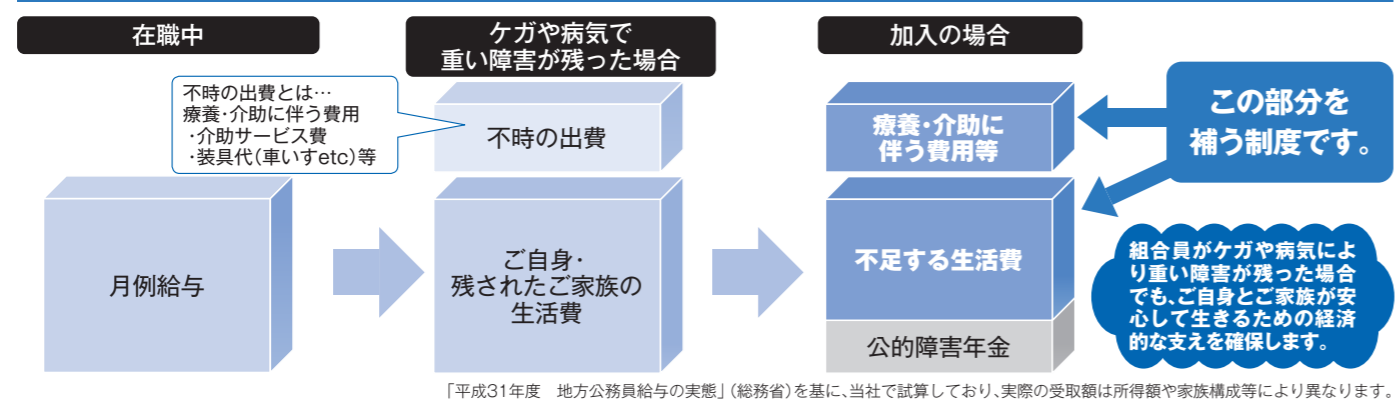 在職中
ケガや病気で
重い障害が残った場合
加入の場合
不時の出費とは…
療養・介助に伴う費用
・介助サービス費
・装具代（車いすetc）等
不時の出費
療養・介助に
伴う費用等
この部分を
補う制度です。
月例給与
ご自身・
残されたご家族の
生活費
不足する生活費
公的障害年金
組合員がケガや病気によ
り重い障害が残った場合
でも、ご自身とご家族が安
心して生きるための経済
的な支えを確保します。
「平成31年度　地方公務員給与の実態」（総務省）を基に、当社で試算しており、実際の受取額は所得額や家族構成等により異なります。